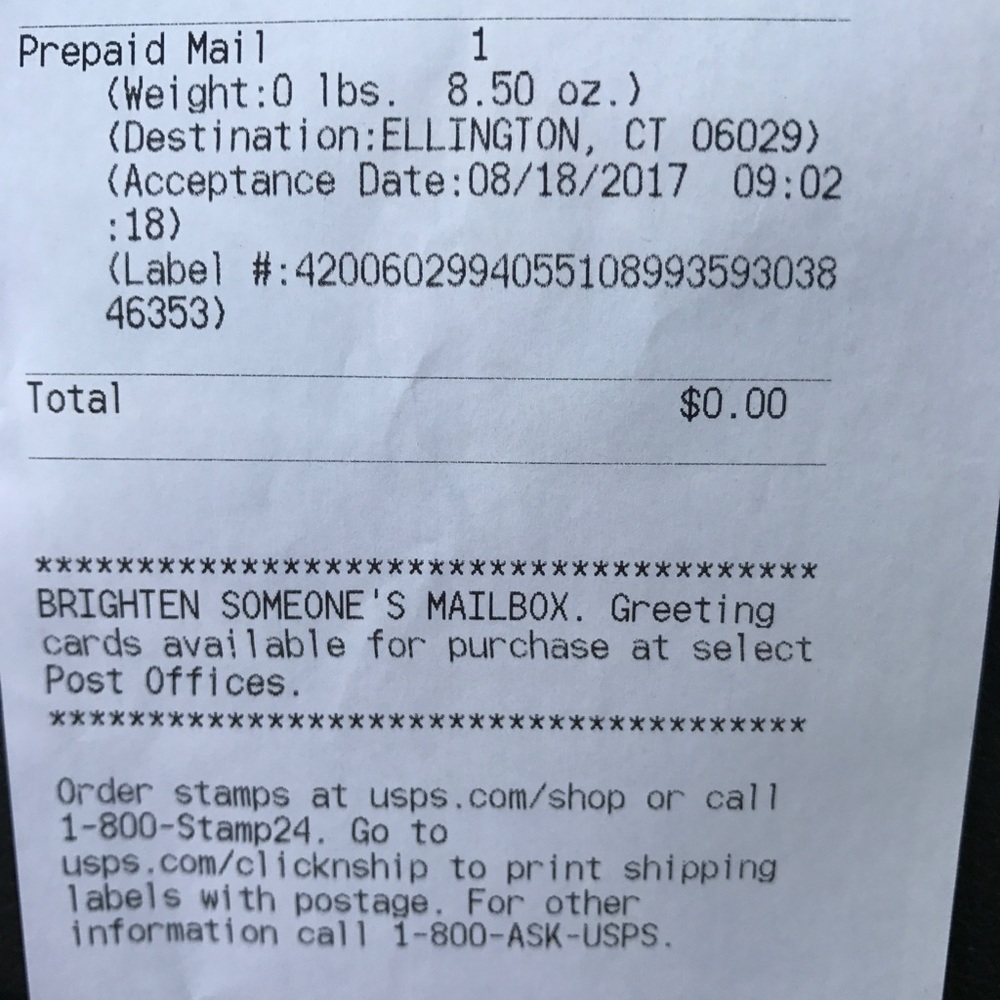 Prepaid Mail 1
(Weight:0 lbs. 8.50 oz.)
(Destination:ELLINGTON, CT 06029)
(Acceptance Date:08/18/2017 09:02
:18)
(Label #:4200602994055108993593038
46353)
Total $0.00
***************************************
BRIGHTEN SOMEONE'S MAILBOX. Greeting
cards available for purchase at select
Post Offices.
***************************************
Order stamps at usps.com/shop or call
1-800-Stamp24. Go to
usps.com/clicknship to print shipping
labels with postage. For other
information call 1-800-ASK-USPS.